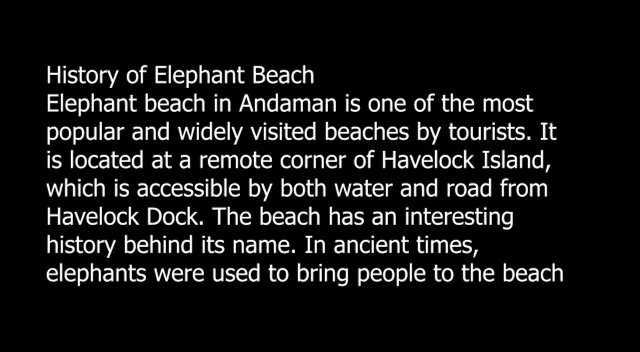 History of Elephant Beach
Elephant beach in Andaman is one of the most
popular and widely visited beaches by tourists. It
is located at a remote corner of Havelock Island,
which is accessible by both water and road from
Havelock Dock. The beach has an interesting
history behind its name. In ancient times,
elephants were used to bring people to the beach